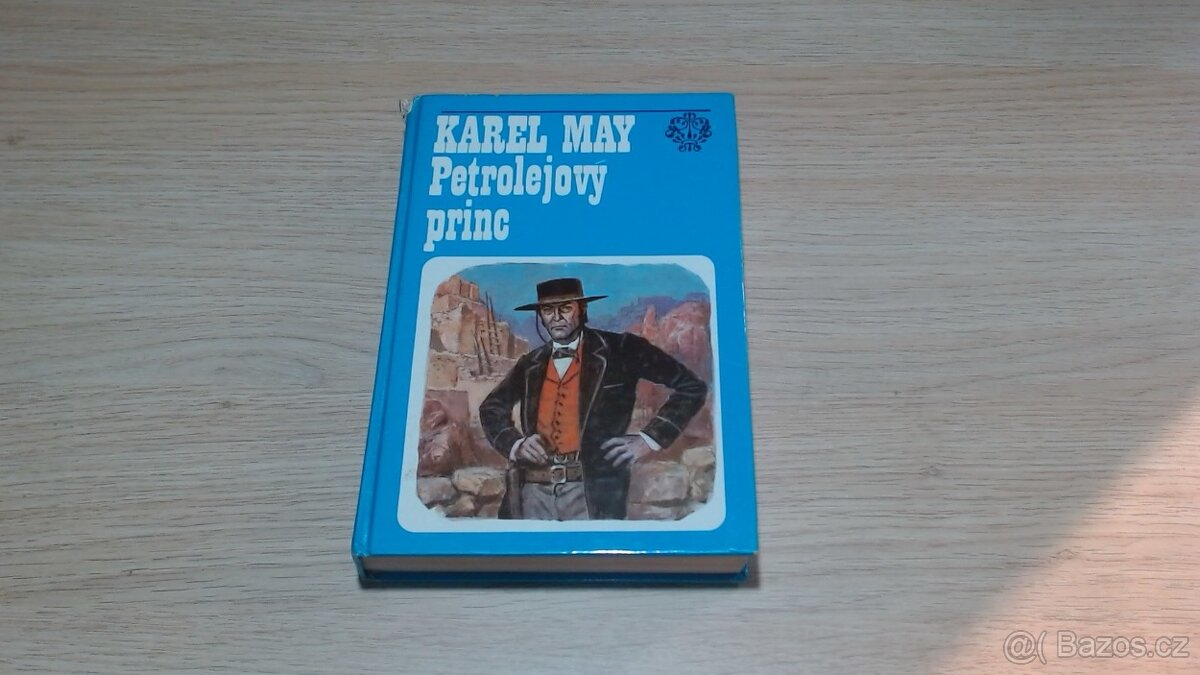 KAREL MAY
Petrolejový
princ
@( Bazos.cz